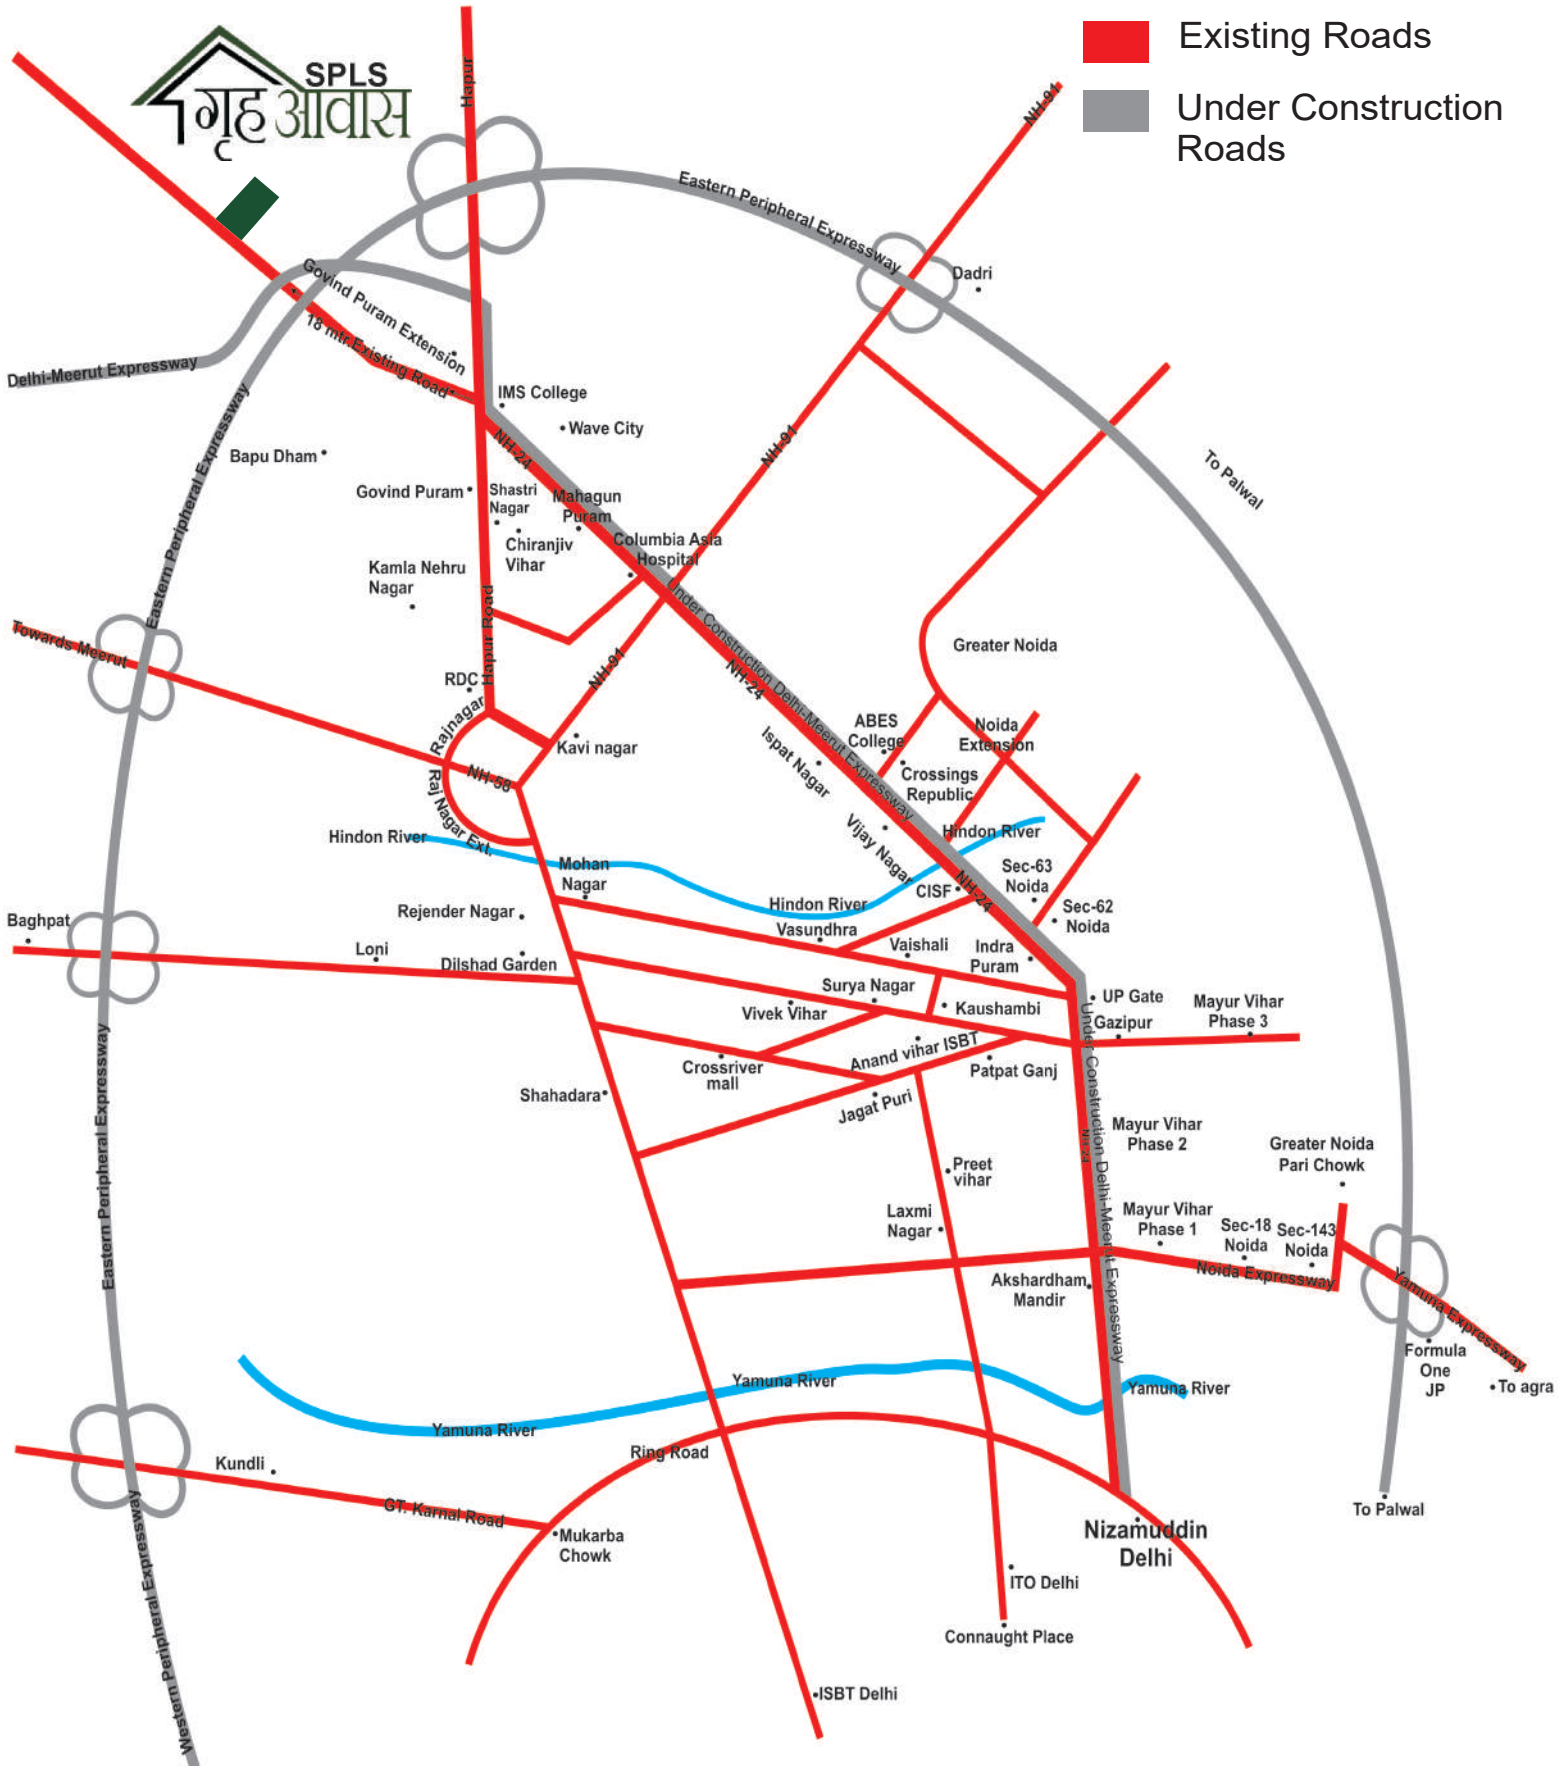 Existing Roads
Under Construction
Roads
SPLS
गृह आवास
Hapur
NH-91
Eastern Peripheral Expressway
Dadri
Govind Puram Extension
18 mtr.Existing Road
Delhi-Meerut Expressway
IMS College
Wave City
NH-24
NH-91
Eastern Peripheral Expressway
Bapu Dham
To Palwal
Govind Puram
Shastri
Nagar
Mahagun
Puram
Chiranjiv
Vihar
Columbia Asia
Hospital
Kamla Nehru
Nagar
Hapur Road
Under Construction Delhi-Meerut Expressway
Towards Meerut
Greater Noida
NH-91
NH-24
RDC
Rajnagar
Kavi nagar
NH-58
Raj Nagar Ext.
Ispat Nagar
ABES
College
Noida
Extension
Crossings
Republic
Hindon River
Vijay Nagar
Hindon River
Mohan
Nagar
CISF
NH-24
Sec-63
Noida
Hindon River
Sec-62
Noida
Baghpat
Rejender Nagar
Vasundhra
Loni
Dilshad Garden
Vaishali
Indra
Puram
Surya Nagar
Vivek Vihar
Kaushambi
UP Gate
Gazipur
Mayur Vihar
Phase 3
Eastern Peripheral Expressway
Crossriver
mall
Anand vihar ISBT
Patpat Ganj
Shahadara
Jagat Puri
Under Construction Delhi-Meerut Expressway
NH-24
Mayur Vihar
Phase 2
Greater Noida
Pari Chowk
Preet
vihar
Laxmi
Nagar
Mayur Vihar
Phase 1
Sec-18
Noida
Sec-143
Noida
Noida Expressway
Akshardham
Mandir
Yamuna Expressway
Formula
One
JP
To agra
Yamuna River
Yamuna River
Yamuna River
Ring Road
Kundli
GT. Karnal Road
Mukarba
Chowk
To Palwal
Nizamuddin
Delhi
Western Peripheral Expressway
ITO Delhi
Connaught Place
ISBT Delhi